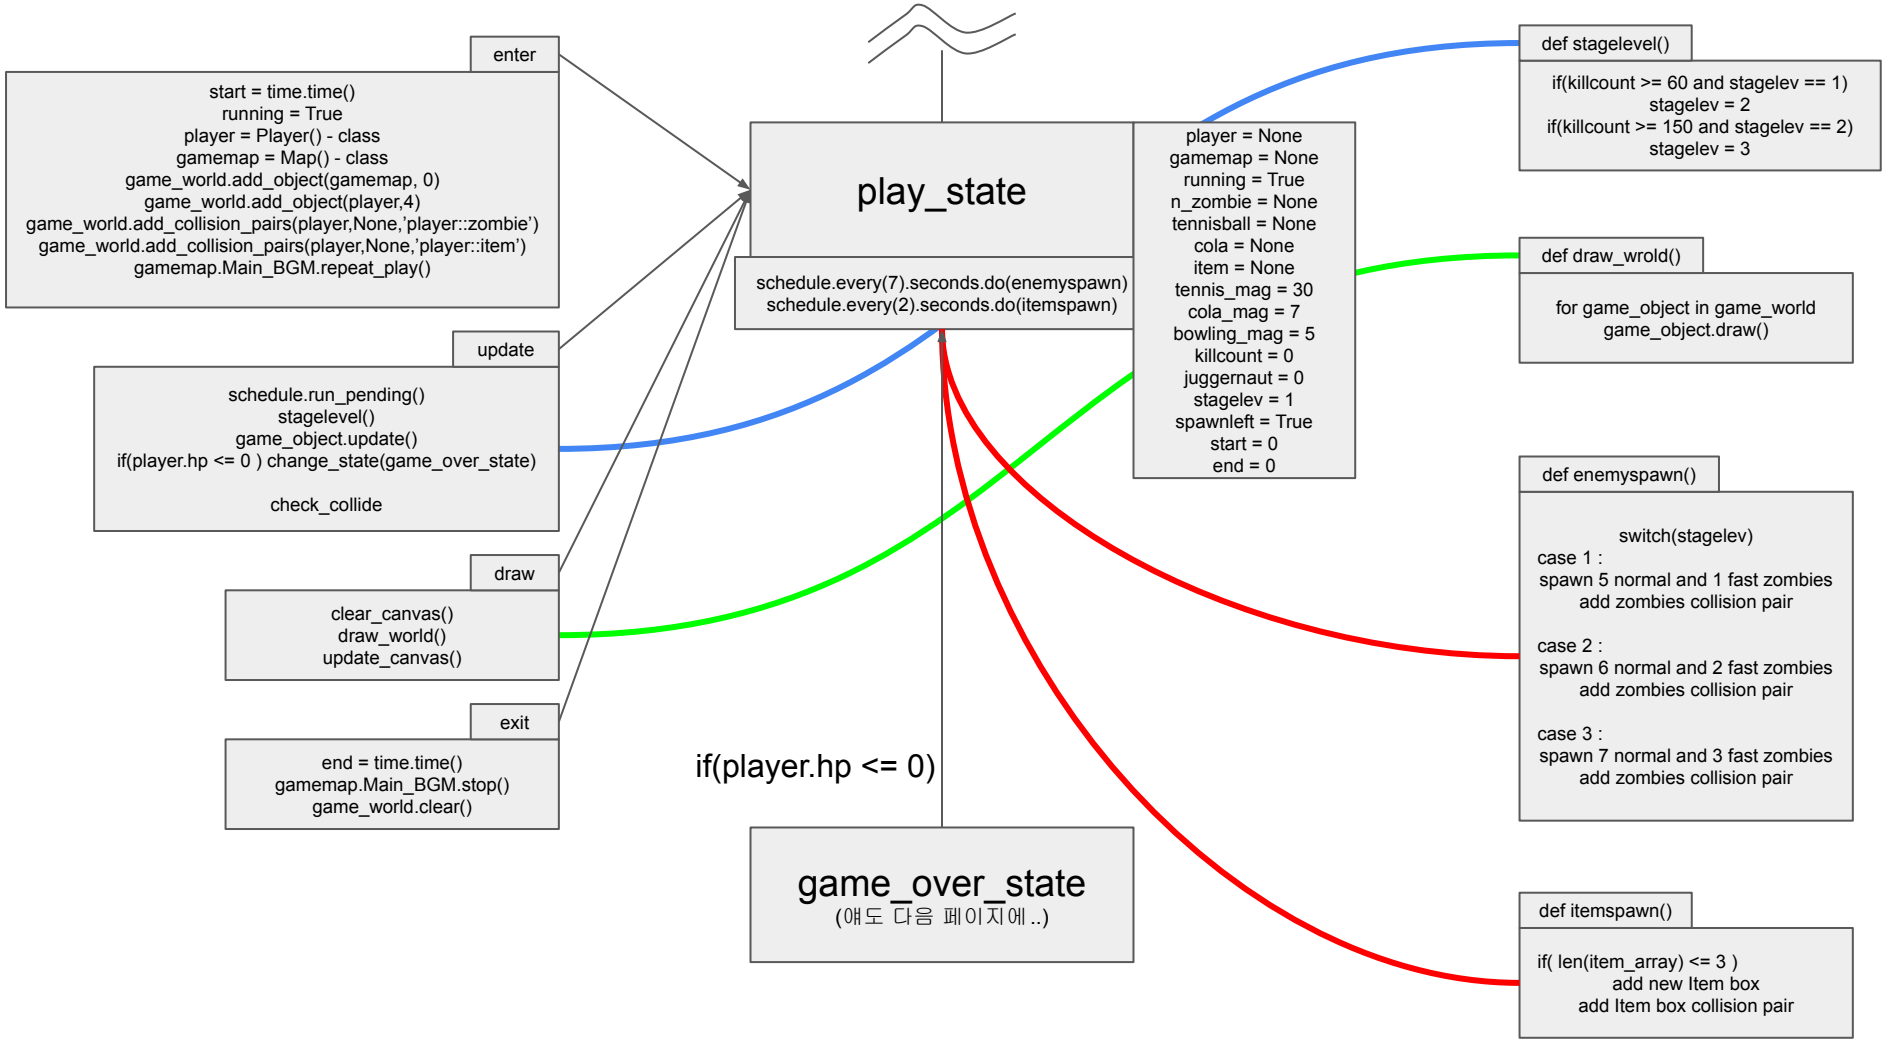 enter
start = time.time()
running = True
player = Player() - class
gamemap = Map() - class
game_world.add_object(gamemap, 0)
game_world.add_object(player,4)
game_world.add_collision_pairs(player,None,’player::zombie’)
game_world.add_collision_pairs(player,None,’player::item’)
gamemap.Main_BGM.repeat_play()
update
schedule.run_pending()
stagelevel()
game_object.update()
if(player.hp <= 0 ) change_state(game_over_state)
check_collide
draw
clear_canvas()
draw_world()
update_canvas()
exit
end = time.time()
gamemap.Main_BGM.stop()
game_world.clear()
play_state
schedule.every(7).seconds.do(enemyspawn)
schedule.every(2).seconds.do(itemspawn)
player = None
gamemap = None
running = True
n_zombie = None
tennisball = None
cola = None
item = None
tennis_mag = 30
cola_mag = 7
bowling_mag = 5
killcount = 0
juggernaut = 0
stagelev = 1
spawnleft = True
start = 0
end = 0
if(player.hp <= 0)
game_over_state
(얘도 다음 페이지에..)
def stagelevel()
if(killcount >= 60 and stagelev == 1)
stagelev = 2
if(killcount >= 150 and stagelev == 2)
stagelev = 3
def draw_wrold()
for game_object in game_world
game_object.draw()
def enemyspawn()
switch(stagelev)
case 1 :
spawn 5 normal and 1 fast zombies
add zombies collision pair
case 2 :
spawn 6 normal and 2 fast zombies
add zombies collision pair
case 3 :
spawn 7 normal and 3 fast zombies
add zombies collision pair
def itemspawn()
if( len(item_array) <= 3 )
add new Item box
add Item box collision pair